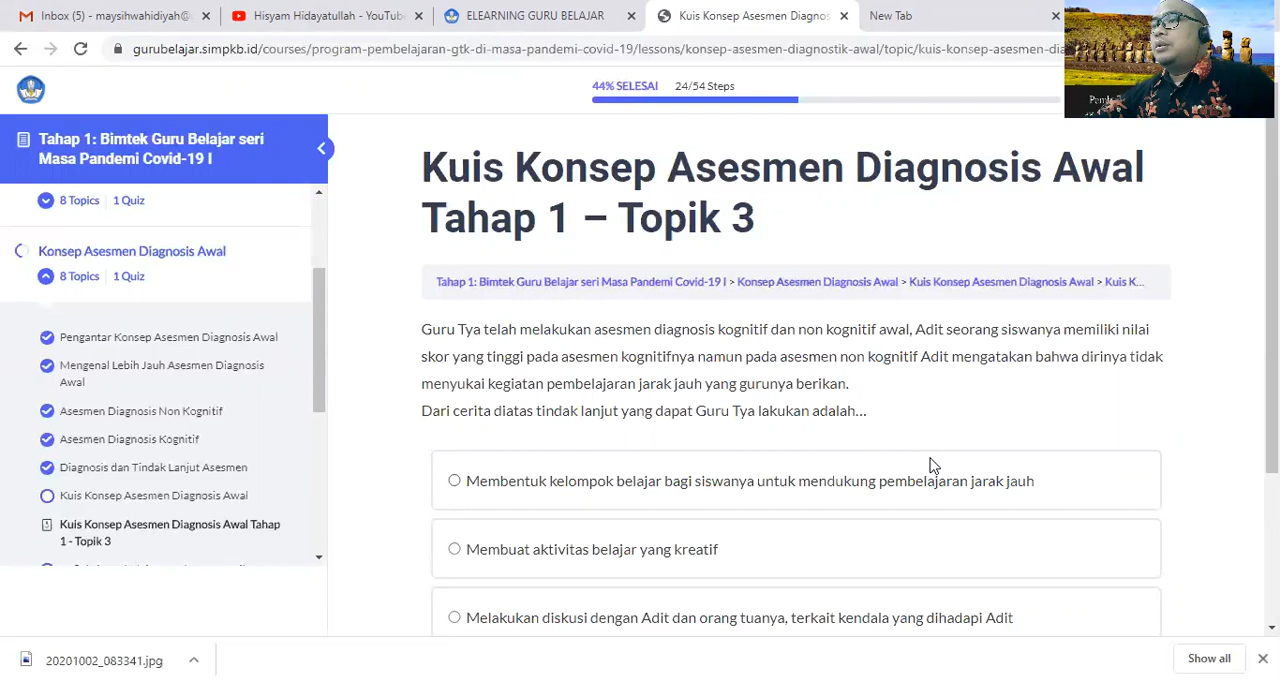 Inbox (5) - maysihwahidiyah@
Hisyam Hidayatullah - YouTube
ELEARNING GURU BELAJAR
Kuis Konsep Asesmen Diagnos
New Tab
gurubelajar.simpkb.id/courses/program-pembelajaran-gtk-di-masa-pandemi-covid-19/lessons/konsep-asesmen-diagnostik-awal/topic/kuis-konsep-asesmen-dia
44% SELESAI 24/54 Steps
Tahap 1: Bimtek Guru Belajar seri
Masa Pandemi Covid-19 I
8 Topics 1 Quiz
Konsep Asesmen Diagnosis Awal
8 Topics 1 Quiz
Pengantar Konsep Asesmen Diagnosis Awal
Mengenal Lebih Jauh Asesmen Diagnosis
Awal
Asesmen Diagnosis Non Kognitif
Asesmen Diagnosis Kognitif
Diagnosis dan Tindak Lanjut Asesmen
Kuis Konsep Asesmen Diagnosis Awal
Kuis Konsep Asesmen Diagnosis Awal Tahap
1 - Topik 3
Kuis Konsep Asesmen Diagnosis Awal
Tahap 1 – Topik 3
Tahap 1: Bimtek Guru Belajar seri Masa Pandemi Covid-19 I > Konsep Asesmen Diagnosis Awal > Kuis Konsep Asesmen Diagnosis Awal > Kuis K...
Guru Tya telah melakukan asesmen diagnosis kognitif dan non kognitif awal, Adit seorang siswanya memiliki nilai
skor yang tinggi pada asesmen kognitifnya namun pada asesmen non kognitif Adit mengatakan bahwa dirinya tidak
menyukai kegiatan pembelajaran jarak jauh yang gurunya berikan.
Dari cerita diatas tindak lanjut yang dapat Guru Tya lakukan adalah...
Membentuk kelompok belajar bagi siswanya untuk mendukung pembelajaran jarak jauh
Membuat aktivitas belajar yang kreatif
Melakukan diskusi dengan Adit dan orang tuanya, terkait kendala yang dihadapi Adit
20201002_083341.jpg
Show all